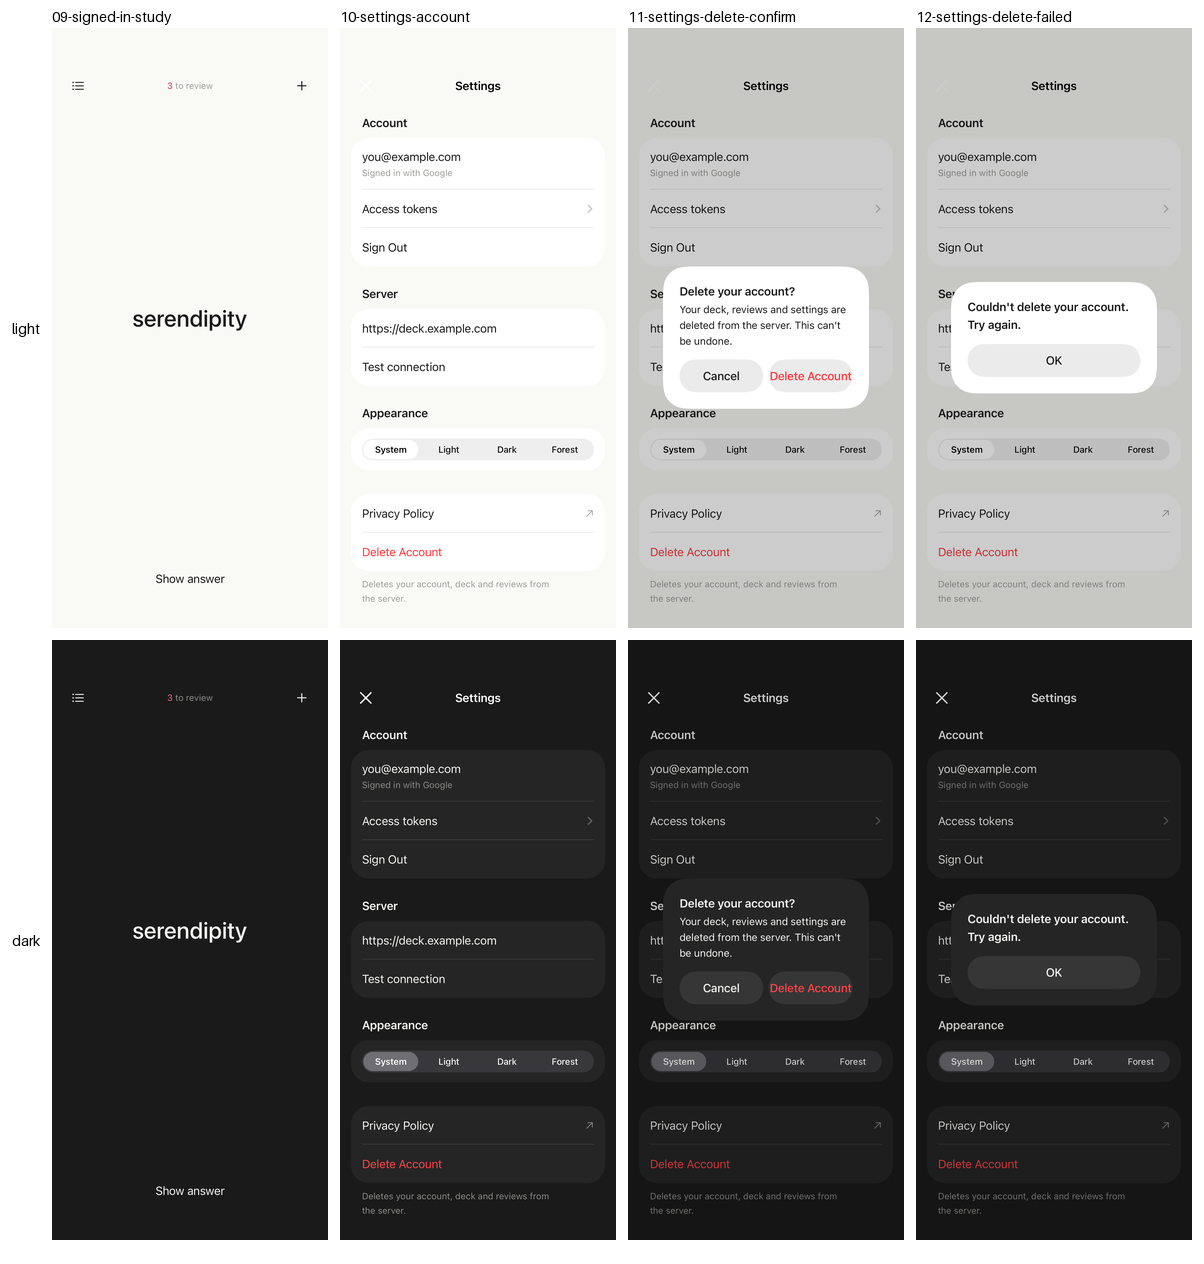 09-signed-in-study
10-settings-account
11-settings-delete-confirm
12-settings-delete-failed
light
3 to review
serendipity
Show answer
Settings
Account
you@example.com
Signed in with Google
Access tokens
Sign Out
Server
https://deck.example.com
Test connection
Appearance
System Light Dark Forest
Privacy Policy
Delete Account
Deletes your account, deck and reviews from
the server.
Settings
Account
you@example.com
Signed in with Google
Access tokens
Sign Out
Se
htt
Te
Delete your account?
Your deck, reviews and settings are
deleted from the server. This can't
be undone.
Cancel Delete Account
Appearance
System Light Dark Forest
Privacy Policy
Delete Account
Deletes your account, deck and reviews from
the server.
Settings
Account
you@example.com
Signed in with Google
Access tokens
Sign Out
Se
htt
Te
Couldn't delete your account.
Try again.
OK
Appearance
System Light Dark Forest
Privacy Policy
Delete Account
Deletes your account, deck and reviews from
the server.
dark
3 to review
serendipity
Show answer
Settings
Account
you@example.com
Signed in with Google
Access tokens
Sign Out
Server
https://deck.example.com
Test connection
Appearance
System Light Dark Forest
Privacy Policy
Delete Account
Deletes your account, deck and reviews from
the server.
Settings
Account
you@example.com
Signed in with Google
Access tokens
Sign Out
Se
htt
Te
Delete your account?
Your deck, reviews and settings are
deleted from the server. This can't
be undone.
Cancel Delete Account
Appearance
System Light Dark Forest
Privacy Policy
Delete Account
Deletes your account, deck and reviews from
the server.
Settings
Account
you@example.com
Signed in with Google
Access tokens
Sign Out
Ser
htt
Te
Couldn't delete your account.
Try again.
OK
Appearance
System Light Dark Forest
Privacy Policy
Delete Account
Deletes your account, deck and reviews from
the server.